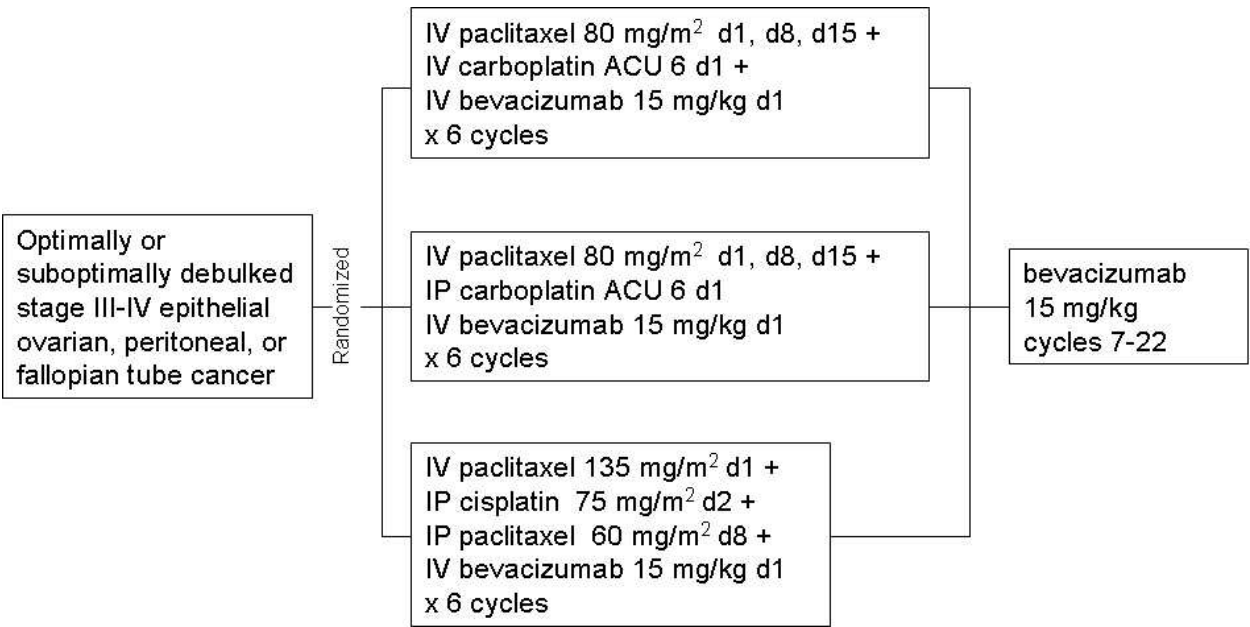 IV paclitaxel 80 mg/m² d1, d8, d15 +
IV carboplatin ACU 6 d1 +
IV bevacizumab 15 mg/kg d1
x 6 cycles
Optimally or
suboptimally debulked
stage III-IV epithelial
ovarian, peritoneal, or
fallopian tube cancer
Randomized
IV paclitaxel 80 mg/m² d1, d8, d15 +
IP carboplatin ACU 6 d1
IV bevacizumab 15 mg/kg d1
x 6 cycles
bevacizumab
15 mg/kg
cycles 7-22
IV paclitaxel 135 mg/m² d1 +
IP cisplatin 75 mg/m² d2 +
IP paclitaxel 60 mg/m² d8 +
IV bevacizumab 15 mg/kg d1
x 6 cycles